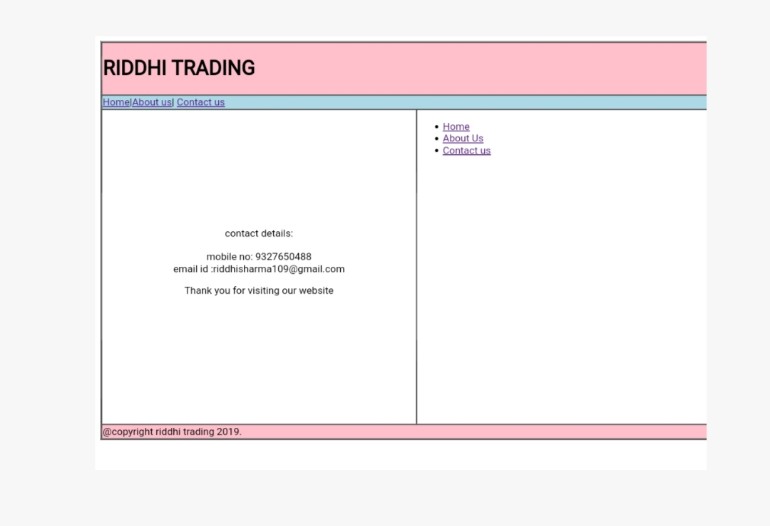 RIDDHI TRADING
Home|About us| Contact us
contact details:
mobile no: 9327650488
email id :riddhisharma109@gmail.com
Thank you for visiting our website
• Home
• About Us
• Contact us
@copyright riddhi trading 2019.